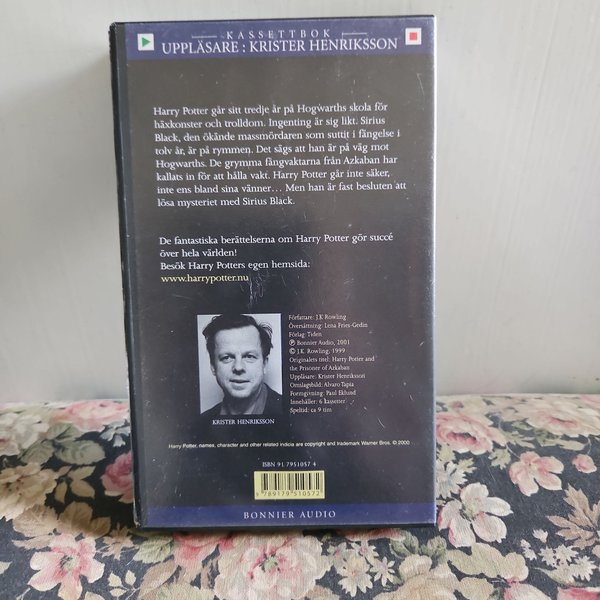 KASSETTBOK
UPPLÄSARE : KRISTER HENRIKSSON
Harry Potter går sitt tredje år på Hogwarths skola för
häxkonster och trolldom. Ingenting är sig likt. Sirius
Black, den ökände massmördaren som suttit i fängelse i
tolv år, är på rymmen. Det sägs att han är på väg mot
Hogwarths. De grymma fångvaktarna från Azkaban har
kallats in för att hålla vakt. Harry Potter går inte säker,
inte ens bland sina vänner… Men han är fast besluten att
lösa mysteriet med Sirius Black.
De fantastiska berättelserna om Harry Potter gör succé
över hela världen!
Besök Harry Potters egen hemsida:
www.harrypotter.nu
Författare: J.K Rowling
Översättning: Lena Fries-Gedin
Förlag: Tiden
℗ Bonnier Audio, 2001
© J.K. Rowling, 1999
Originalets titel: Harry Potter and
the Prisoner of Azkaban
Uppläsare: Krister Henriksson
Omslagsbild: Alvaro Tapia
Formgivning: Paul Eklund
Innehåller: 6 kassetter
Speltid: ca 9 tim
KRISTER HENRIKSSON
Harry Potter, names, character and other related indicia are copyright and trademark Warner Bros. © 2000
ISBN 91 7951057 4
9 789179 510572
BONNIER AUDIO